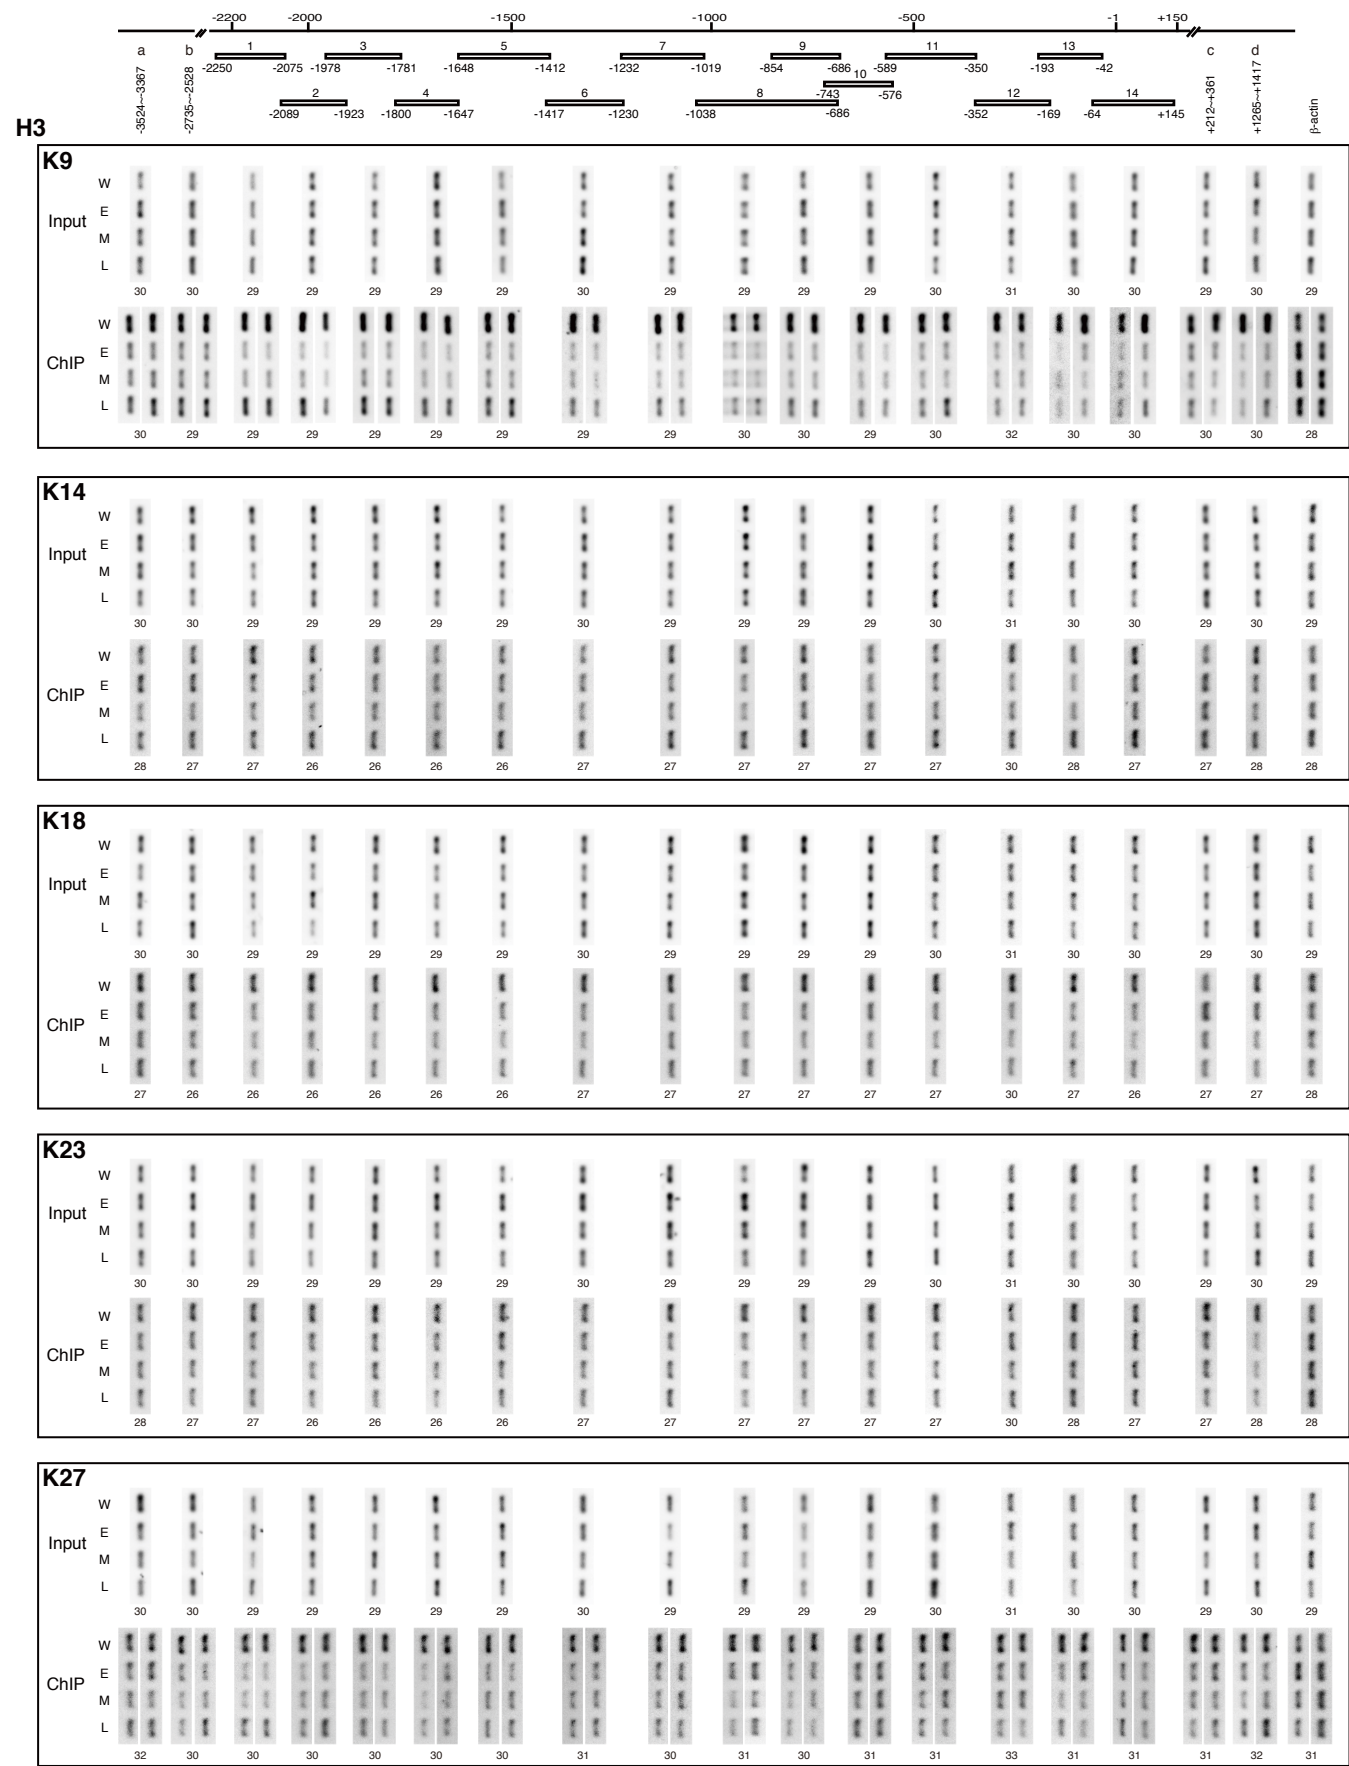 -2200 -2000 -1500 -1000 -500 -1 +150
a b 1 3 5 7 9 11 13 c d
-2250 -2075 -1978 -1781 -1648 -1412 -1232 -1019 -854 -686 -589 -350 -193 -42
10
-743 -576
2 4 6 8 12 14
-2089 -1923 -1800 -1647 -1417 -1230 -1038 -686 -352 -169 -64 +145
-3524~-3367
-2735~-2528
+212~+361
+1265~+1417
β-actin
H3
K9
Input
W
E
M
L
30 30 29 29 29 29 29 30 29 29 29 29 30 31 30 30 29 30 29
ChIP
W
E
M
L
30 29 29 29 29 29 29 29 29 30 30 29 30 32 30 30 30 30 28
K14
Input
W
E
M
L
30 30 29 29 29 29 29 30 29 29 29 29 30 31 30 30 29 30 29
ChIP
W
E
M
L
28 27 27 26 26 26 26 27 27 27 27 27 27 30 28 27 27 28 28
K18
Input
W
E
M
L
30 30 29 29 29 29 29 30 29 29 29 29 30 31 30 30 29 30 29
ChIP
W
E
M
L
27 26 26 26 26 26 26 27 27 27 27 27 27 30 27 26 27 27 28
K23
Input
W
E
M
L
30 30 29 29 29 29 29 30 29 29 29 29 30 31 30 30 29 30 29
ChIP
W
E
M
L
28 27 27 26 26 26 26 27 27 27 27 27 27 30 28 27 27 28 28
K27
Input
W
E
M
L
30 30 29 29 29 29 29 30 29 29 29 29 30 31 30 30 29 30 29
ChIP
W
E
M
L
32 30 30 30 30 30 30 31 30 31 30 31 31 33 31 31 31 32 31